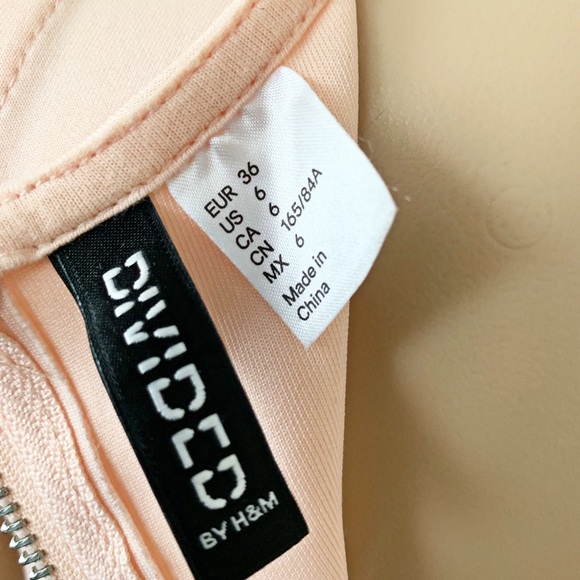 EUR 36
US 6
CA 6
CN 165/84A
MX 6
Made in
China
DIVIDED
BY H&M